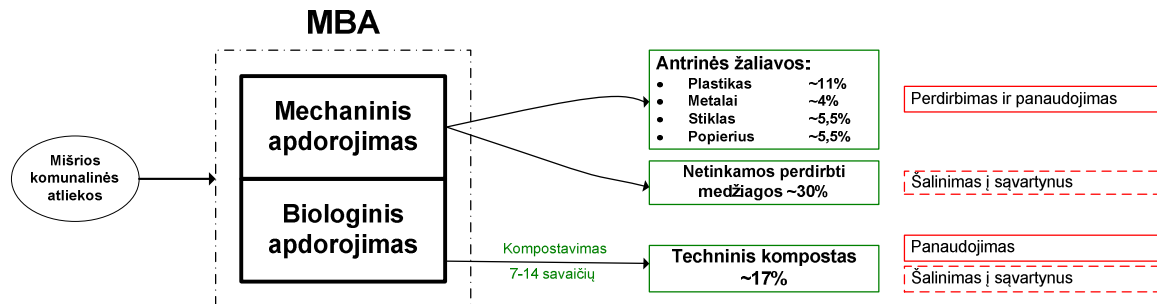 MBA
Mišrios
komunalinės
atliekos
Mechaninis
apdorojimas
Biologinis
apdorojimas
Antrinės žaliavos:
• Plastikas ~11%
• Metalai ~4%
• Stiklas ~5,5%
• Popierius ~5,5%
Perdirbimas ir panaudojimas
Netinkamos perdirbti
medžiagos ~30%
Šalinimas į sąvartynus
Kompostavimas
7-14 savaičių
Techninis kompostas
~17%
Panaudojimas
Šalinimas į sąvartynus